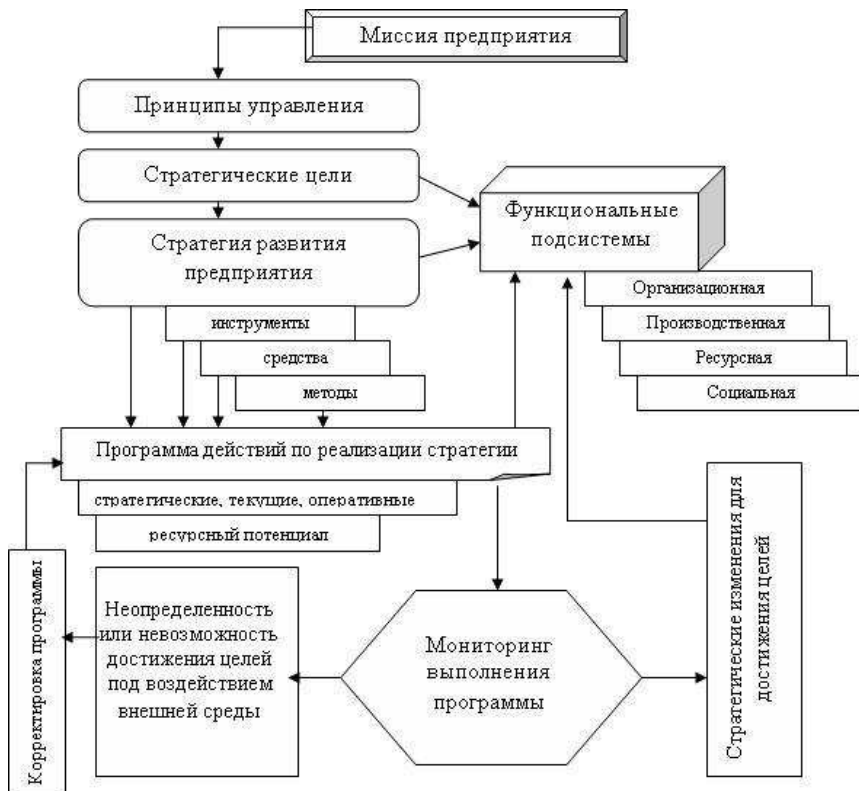 Миссия предприятия
Принципы управления
Стратегические цели
Функциональные
подсистемы
Стратегия развития
предприятия
Организационная
инструменты
Производственная
средства
Ресурсная
методы
Социальная
Программа действий по реализации стратегии
стратегические, текущие, оперативные
ресурсный потенциал
Корректировка программы
Неопределенность
или невозможность
достижения целей
под воздействием
внешней среды
Мониторинг
выполнения
программы
Стратегические изменения для
достижения целей